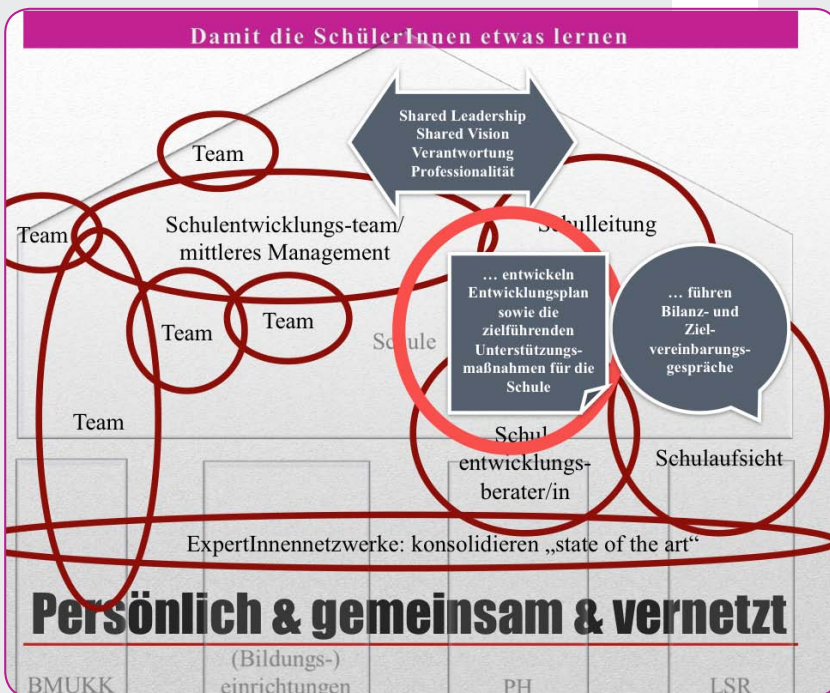 Damit die SchülerInnen etwas lernen
Shared Leadership
Shared Vision
Verantwortung
Professionalität
Team
Team
Schulentwicklungs-team/
mittleres Management
Schulleitung
… entwickeln
Entwicklungsplan
sowie die
zielführenden
Unterstützungs-
maßnahmen für die
Schule
… führen
Bilanz- und
Ziel-
vereinbarungs-
gespräche
Team
Team
Schule
Team
Schul-
entwicklungs-
berater/in
Schulaufsicht
ExpertInnennetzwerke: konsolidieren „state of the art“
Persönlich & gemeinsam & vernetzt
BMUKK
(Bildungs-)
einrichtungen
PH
LSR